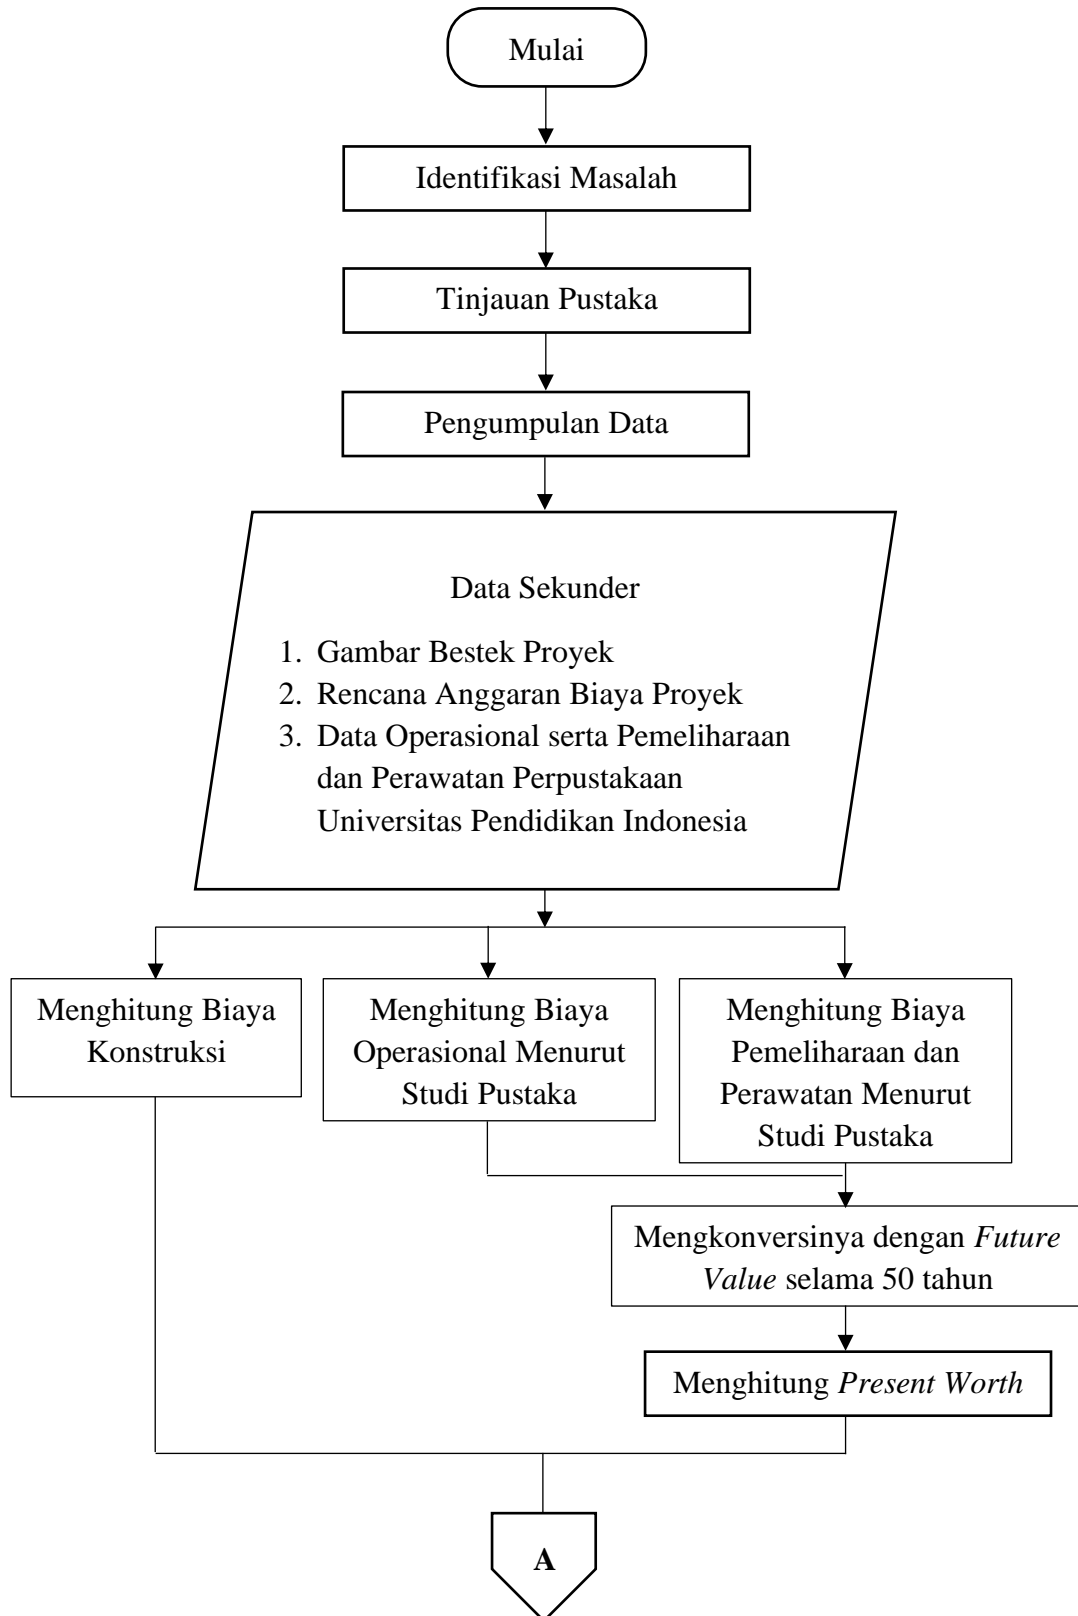 Mulai
Identifikasi Masalah
Tinjauan Pustaka
Pengumpulan Data
Data Sekunder
1. Gambar Bestek Proyek
2. Rencana Anggaran Biaya Proyek
3. Data Operasional serta Pemeliharaan
dan Perawatan Perpustakaan
Universitas Pendidikan Indonesia
Menghitung Biaya
Konstruksi
Menghitung Biaya
Operasional Menurut
Studi Pustaka
Menghitung Biaya
Pemeliharaan dan
Perawatan Menurut
Studi Pustaka
Mengkonversinya dengan Future
Value selama 50 tahun
Menghitung Present Worth
A